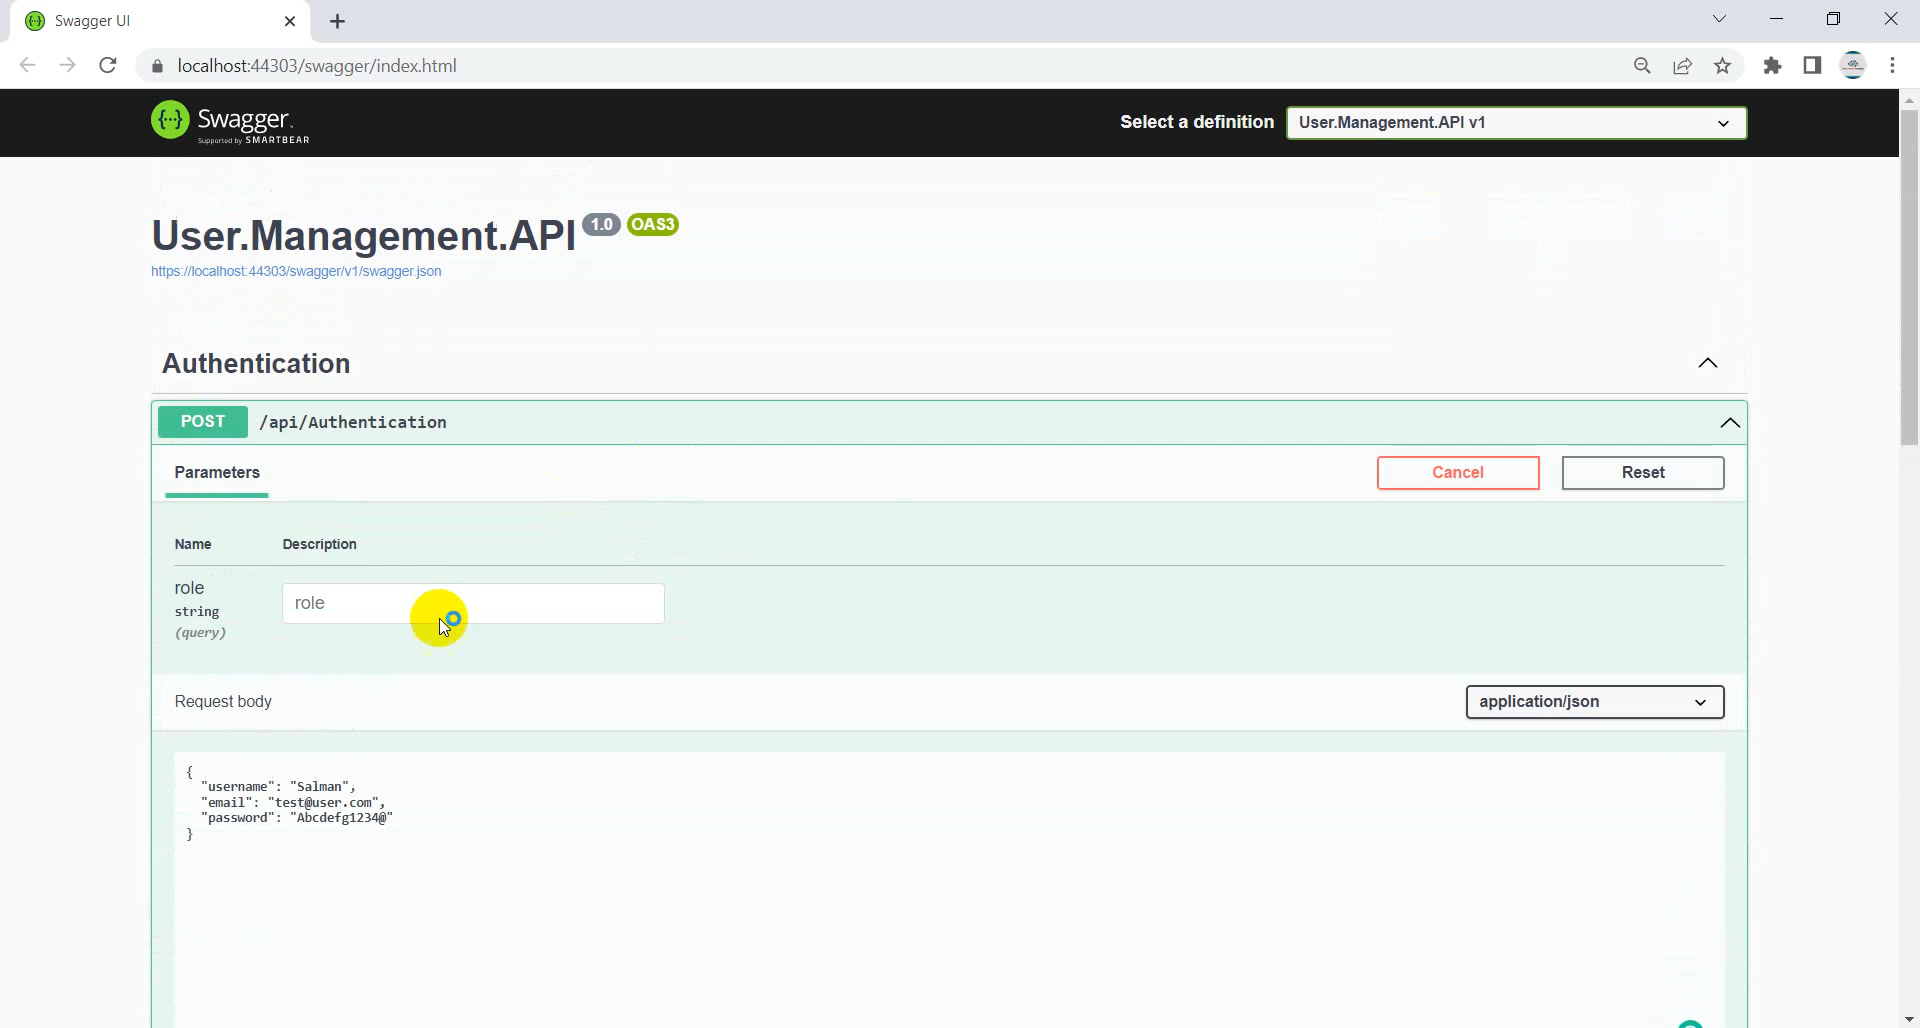 Swagger UI
localhost:44303/swagger/index.html
Swagger.
Supported by SMARTBEAR
Select a definition
User.Management.API v1
User.Management.API 1.0 OAS3
https://localhost:44303/swagger/v1/swagger.json
Authentication
POST /api/Authentication
Parameters
Cancel
Reset
Name Description
role
string
(query)
role
Request body
application/json
{
"username": "Salman",
"email": "test@user.com",
"password": "Abcdefg1234@"
}